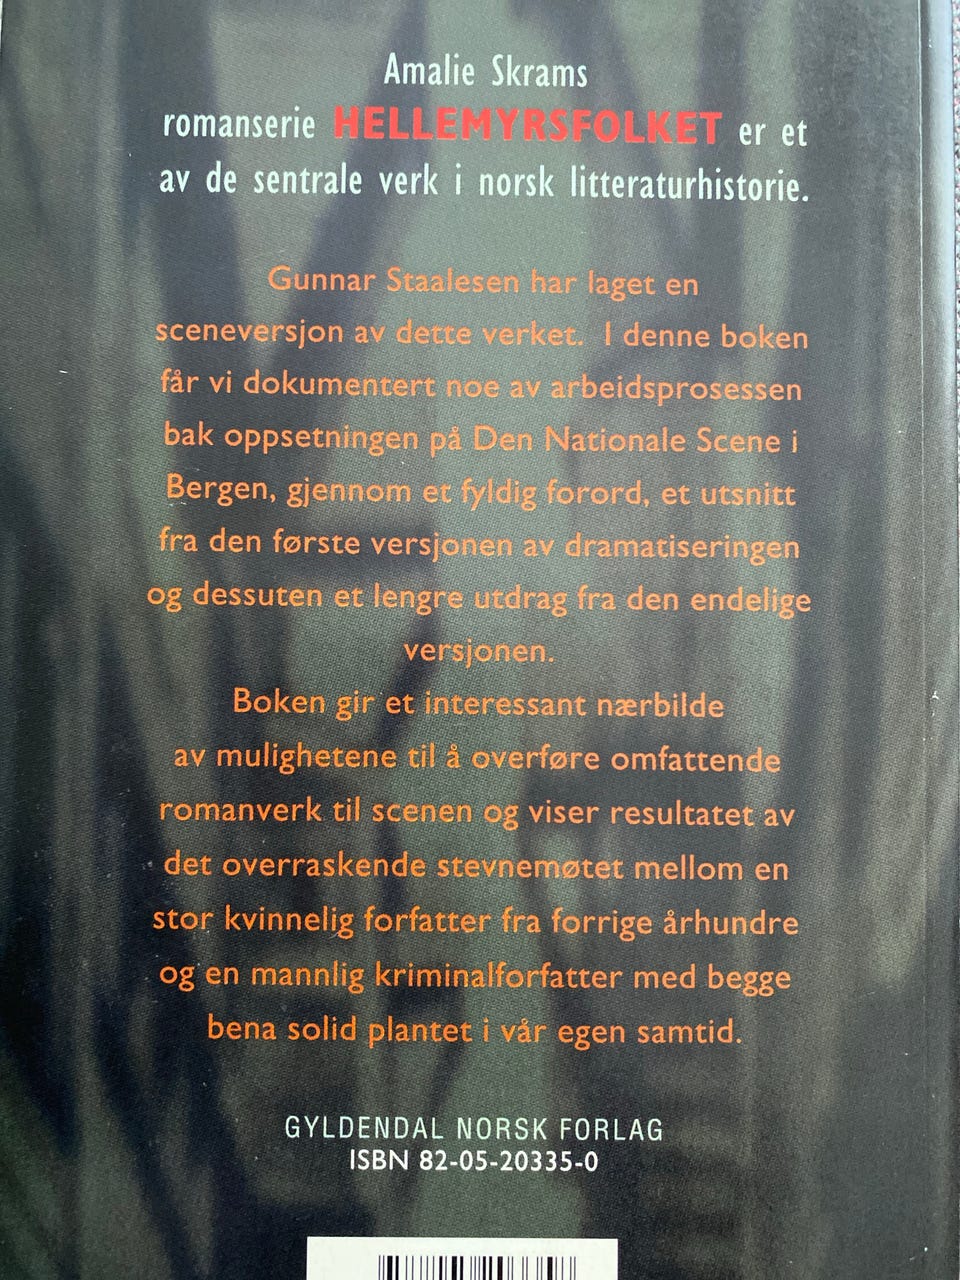 Amalie Skrams
romanserie HELLEMYRSFOLKET er et
av de sentrale verk i norsk litteraturhistorie.
Gunnar Staalesen har laget en
sceneversjon av dette verket. I denne boken
får vi dokumentert noe av arbeidsprosessen
bak oppsetningen på Den Nationale Scene i
Bergen, gjennom et fyldig forord, et utsnitt
fra den første versjonen av dramatiseringen
og dessuten et lengre utdrag fra den endelige
versjonen.
Boken gir et interessant nærbilde
av mulighetene til å overføre omfattende
romanverk til scenen og viser resultatet av
det overraskende stevnemøtet mellom en
stor kvinnelig forfatter fra forrige århundre
og en mannlig kriminalforfatter med begge
bena solid plantet i vår egen samtid.
GYLDENDAL NORSK FORLAG
ISBN 82-05-20335-0